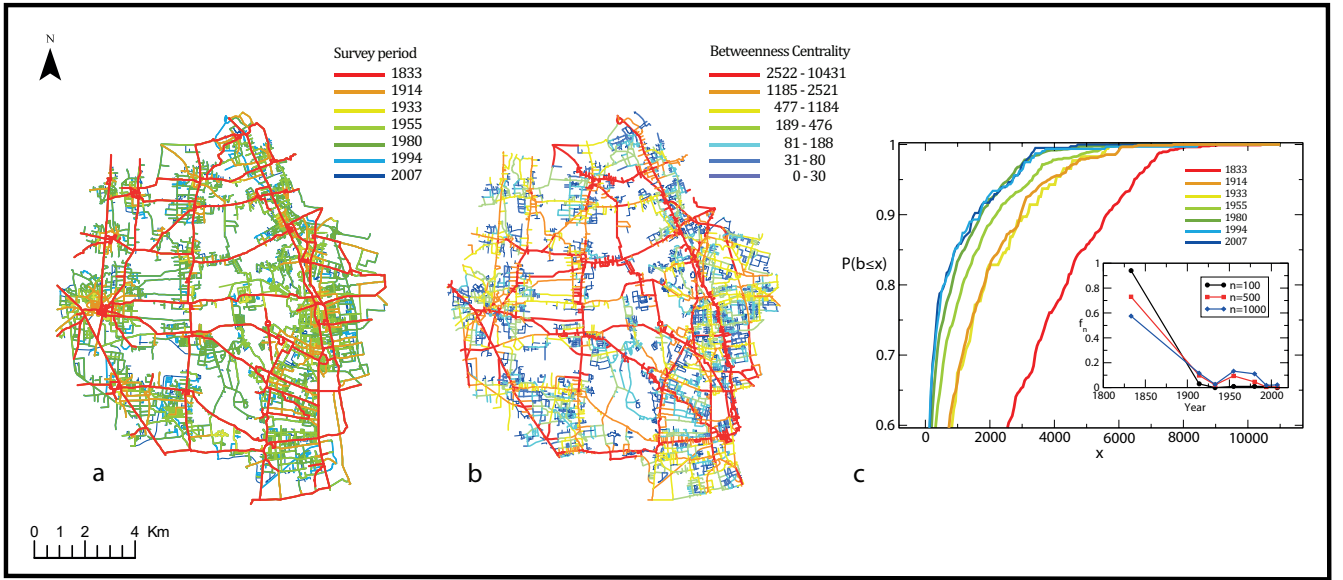 N
Survey period
1833
1914
1933
1955
1980
1994
2007
a
0 1 2 4 Km
Betweenness Centrality
2522 - 10431
1185 - 2521
477 - 1184
189 - 476
81 - 188
31 - 80
0 - 30
b
1
0.9
0.8
0.7
0.6
P(b≤x)
0 2000 4000 6000 8000 10000
x
1833
1914
1933
1955
1980
1994
2007
1
0.8
0.6
0.4
0.2
0
fn
n=100
n=500
n=1000
1800 1850 1900 1950 2000
Year
c